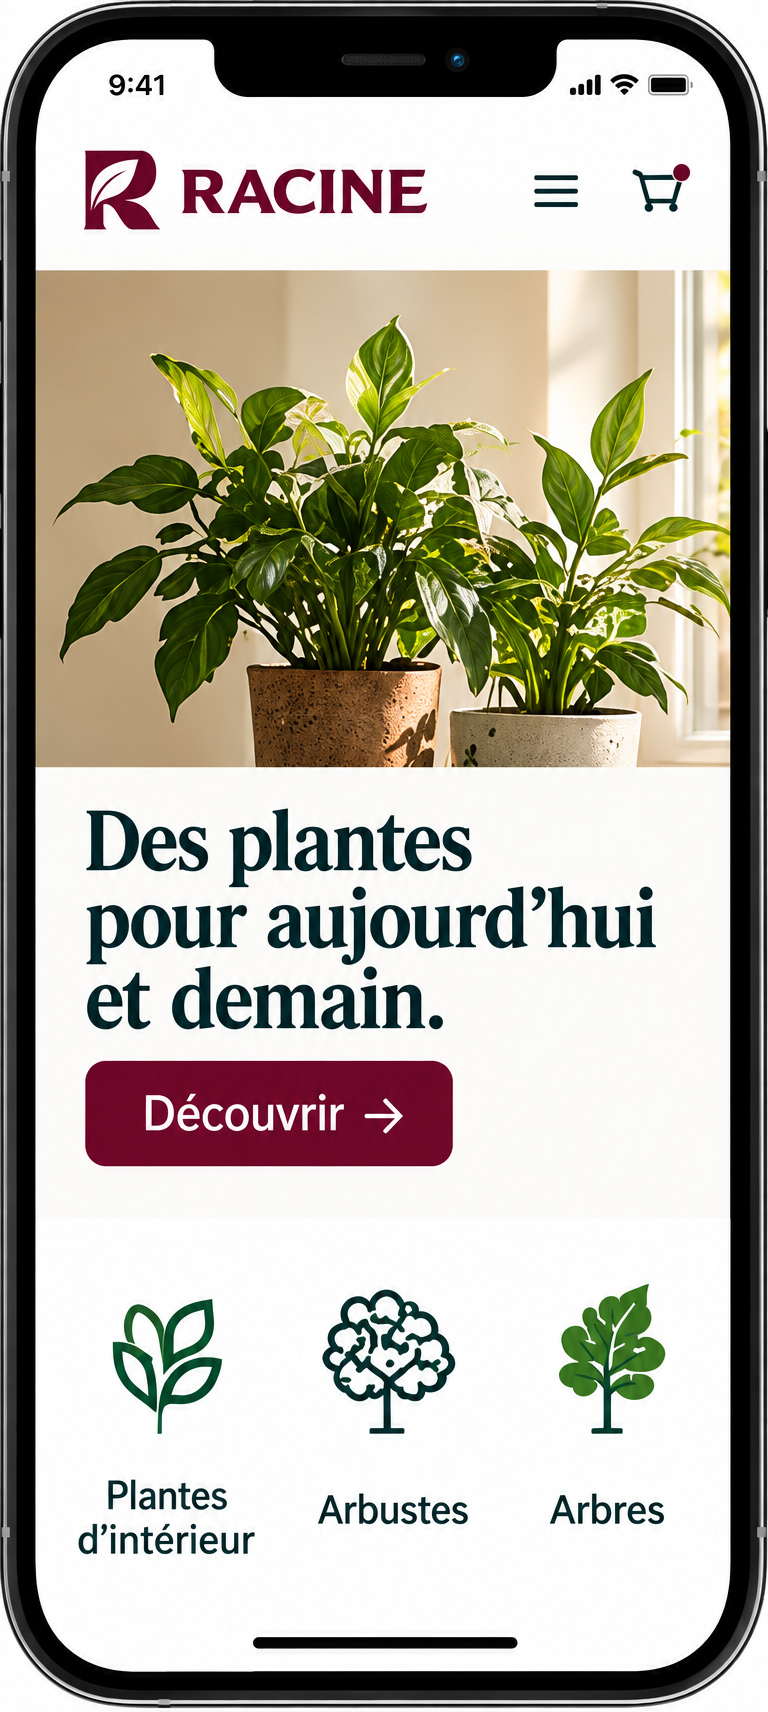 9:41
RACINE
Des plantes
pour aujourd’hui
et demain.
Découvrir →
Plantes
d’intérieur
Arbustes
Arbres